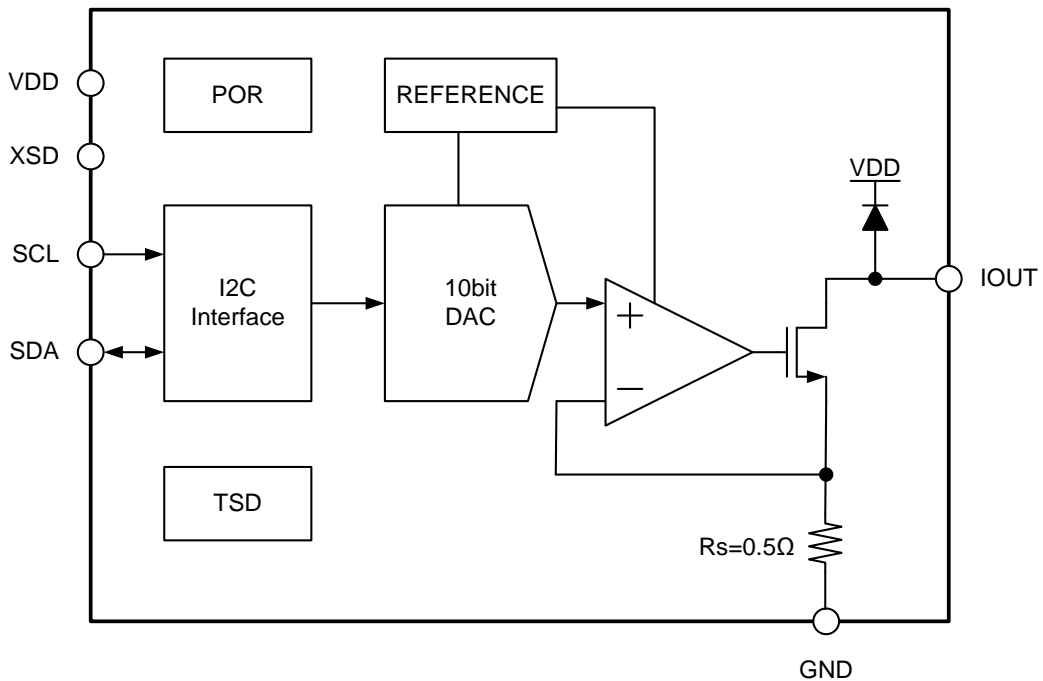 VDD
XSD
SCL
SDA
POR
REFERENCE
I2C
Interface
10bit
DAC
TSD
+
−
VDD
IOUT
Rs=0.5Ω
GND